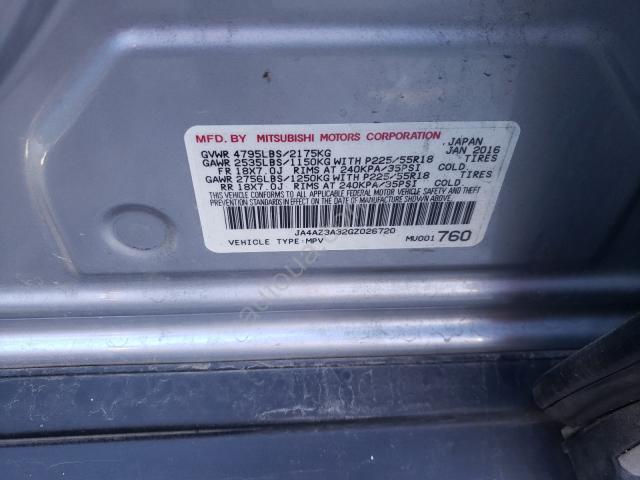 MFD. BY MITSUBISHI MOTORS CORPORATION JAPAN
GVWR 4795LBS/2175KG JAN 2016
GAWR 2535LBS/1150KG WITH P225/55R18 TIRES
FR 18X7.0J RIMS AT 240KPA/35PSI COLD
GAWR 2756LBS/1250KG WITH P225/55R18 TIRES
RR 18X7.0J RIMS AT 240KPA/35PSI COLD
THIS VEHICLE CONFORMS TO ALL APPLICABLE FEDERAL MOTOR VEHICLE SAFETY, BUMPER, AND THEFT
PREVENTION STANDARDS IN EFFECT ON THE DATE OF MANUFACTURE SHOWN ABOVE.
JA4AZ3A32GZ026720
VEHICLE TYPE:MPV MU001760